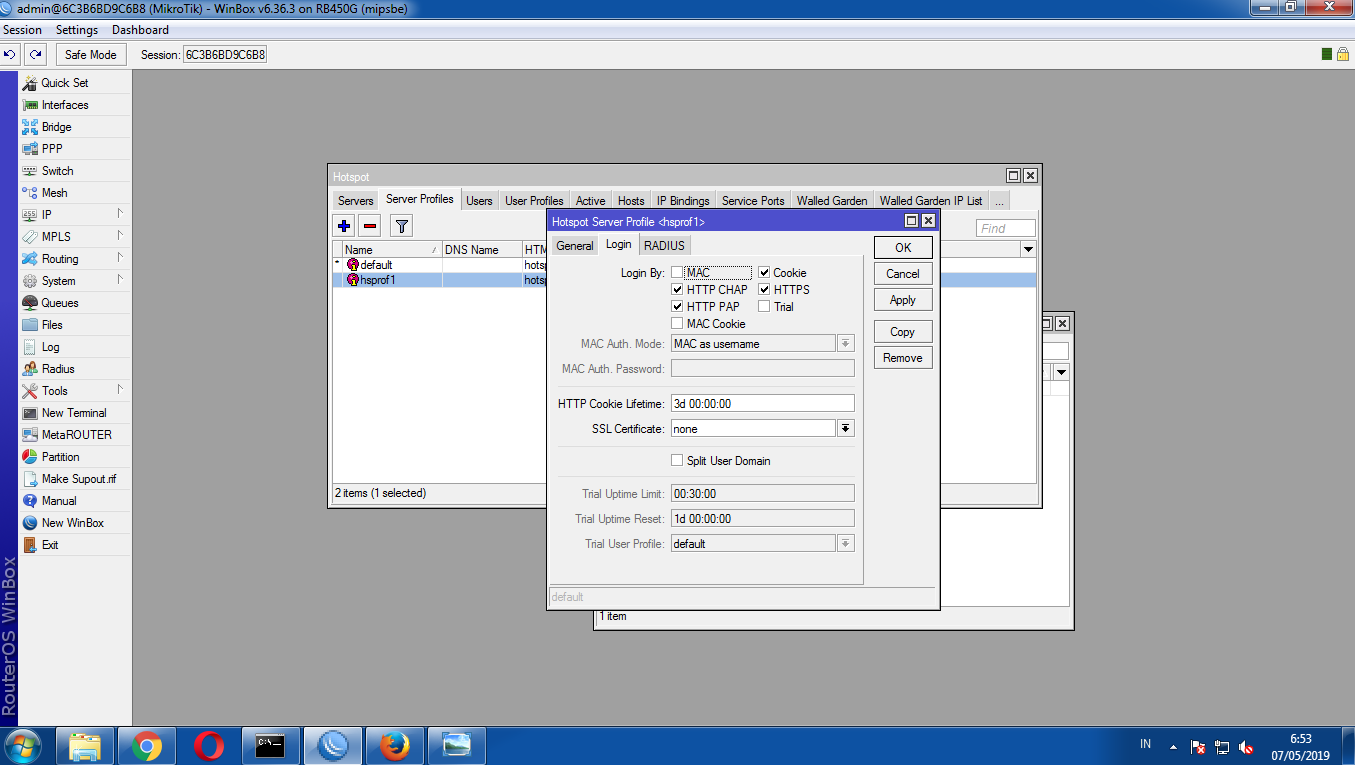 admin@6C3B6BD9C6B8 (MikroTik) - WinBox v6.36.3 on RB450G (mipsbe)
Session Settings Dashboard
Safe Mode Session: 6C3B6BD9C6B8
Quick Set
Interfaces
Bridge
PPP
Switch
Mesh
IP
MPLS
Routing
System
Queues
Files
Log
Radius
Tools
New Terminal
MetaROUTER
Partition
Make Supout.rif
Manual
New WinBox
Exit
RouterOS WinBox
Hotspot
Servers Server Profiles Users User Profiles Active Hosts IP Bindings Service Ports Walled Garden Walled Garden IP List ...
Find
Name DNS Name HTM
* default hotsp
hsprof1 hotsp
2 items (1 selected)
Hotspot Server Profile <hsprof1>
General Login RADIUS
Login By: MAC Cookie
HTTP CHAP HTTPS
HTTP PAP Trial
MAC Cookie
MAC Auth. Mode: MAC as username
MAC Auth. Password:
HTTP Cookie Lifetime: 3d 00:00:00
SSL Certificate: none
Split User Domain
Trial Uptime Limit: 00:30:00
Trial Uptime Reset: 1d 00:00:00
Trial User Profile: default
default
OK
Cancel
Apply
Copy
Remove
1 item
C:\_
IN
6:53
07/05/2019